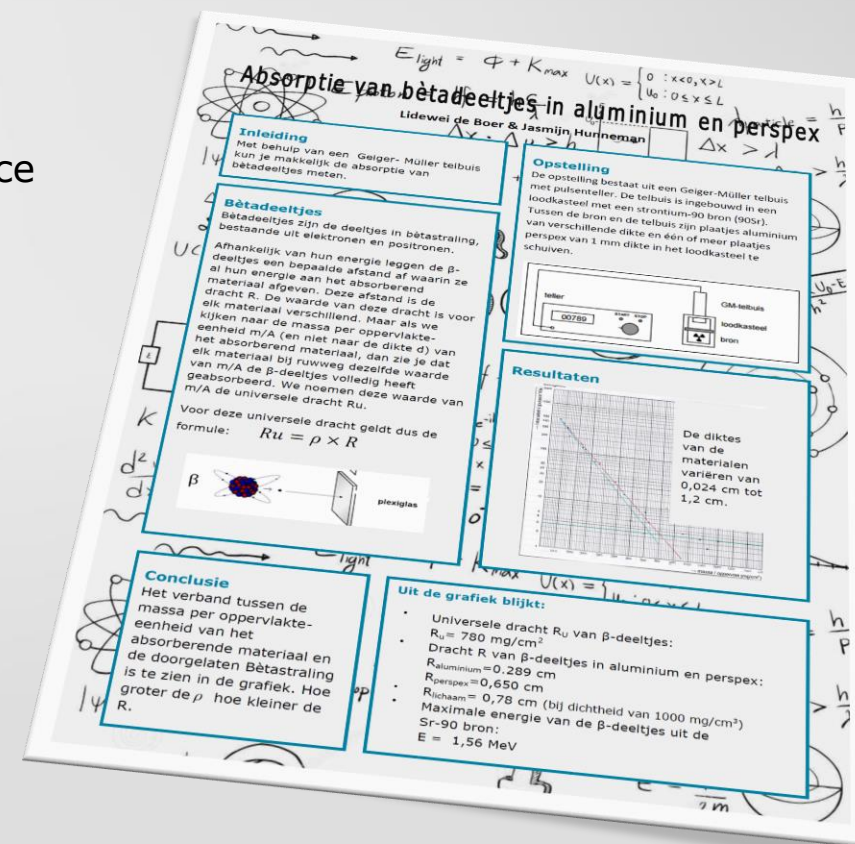 ce
E light = Φ + K max U(x) = { 0 : x<0, x>L
U₀ : 0 ≤ x ≤ L
Absorptie van bètadeeltjes in aluminium en perspex
Lidewei de Boer & Jasmijn Hunneman
Δx > λ
Inleiding
Met behulp van een Geiger- Müller telbuis
kun je makkelijk de absorptie van
bètadeeltjes meten.
Bètadeeltjes
Bètadeeltjes zijn de deeltjes in bètastraling,
bestaande uit elektronen en positronen.
Afhankelijk van hun energie leggen de β-
deeltjes een bepaalde afstand af waarin ze
al hun energie aan het absorberend
materiaal afgeven. Deze afstand is de
dracht R. De waarde van deze dracht is voor
elk materiaal verschillend. Maar als we
kijken naar de massa per oppervlakte-
eenheid m/A (en niet naar de dikte d) van
het absorberend materiaal, dan zie je dat
elk materiaal bij ruwweg dezelfde waarde
van m/A de β-deeltjes volledig heeft
geabsorbeerd. We noemen deze waarde van
m/A de universele dracht Ru.
Voor deze universele dracht geldt dus de
formule: Ru = ρ × R
β
plexiglas
Opstelling
De opstelling bestaat uit een Geiger-Müller telbuis
met pulsenteller. De telbuis is ingebouwd in een
loodkasteel met een strontium-90 bron (90Sr).
Tussen de bron en de telbuis zijn plaatjes aluminium
van verschillende dikte en één of meer plaatjes
perspex van 1 mm dikte in het loodkasteel te
schuiven.
teller
00789
GM-telbuis
loodkasteel
bron
Resultaten
De diktes
van de
materialen
variëren van
0,024 cm tot
1,2 cm.
Conclusie
Het verband tussen de
massa per oppervlakte-
eenheid van het
absorberende materiaal en
de doorgelaten Bètastraling
is te zien in de grafiek. Hoe
groter de ρ hoe kleiner de
R.
Uit de grafiek blijkt:
• Universele dracht RU van β-deeltjes:
Ru= 780 mg/cm²
• Dracht R van β-deeltjes in aluminium en perspex:
Raluminium=0.289 cm
Rperspex=0,650 cm
• Rlichaam= 0,78 cm (bij dichtheid van 1000 mg/cm³)
• Maximale energie van de β-deeltjes uit de
Sr-90 bron:
E = 1,56 MeV